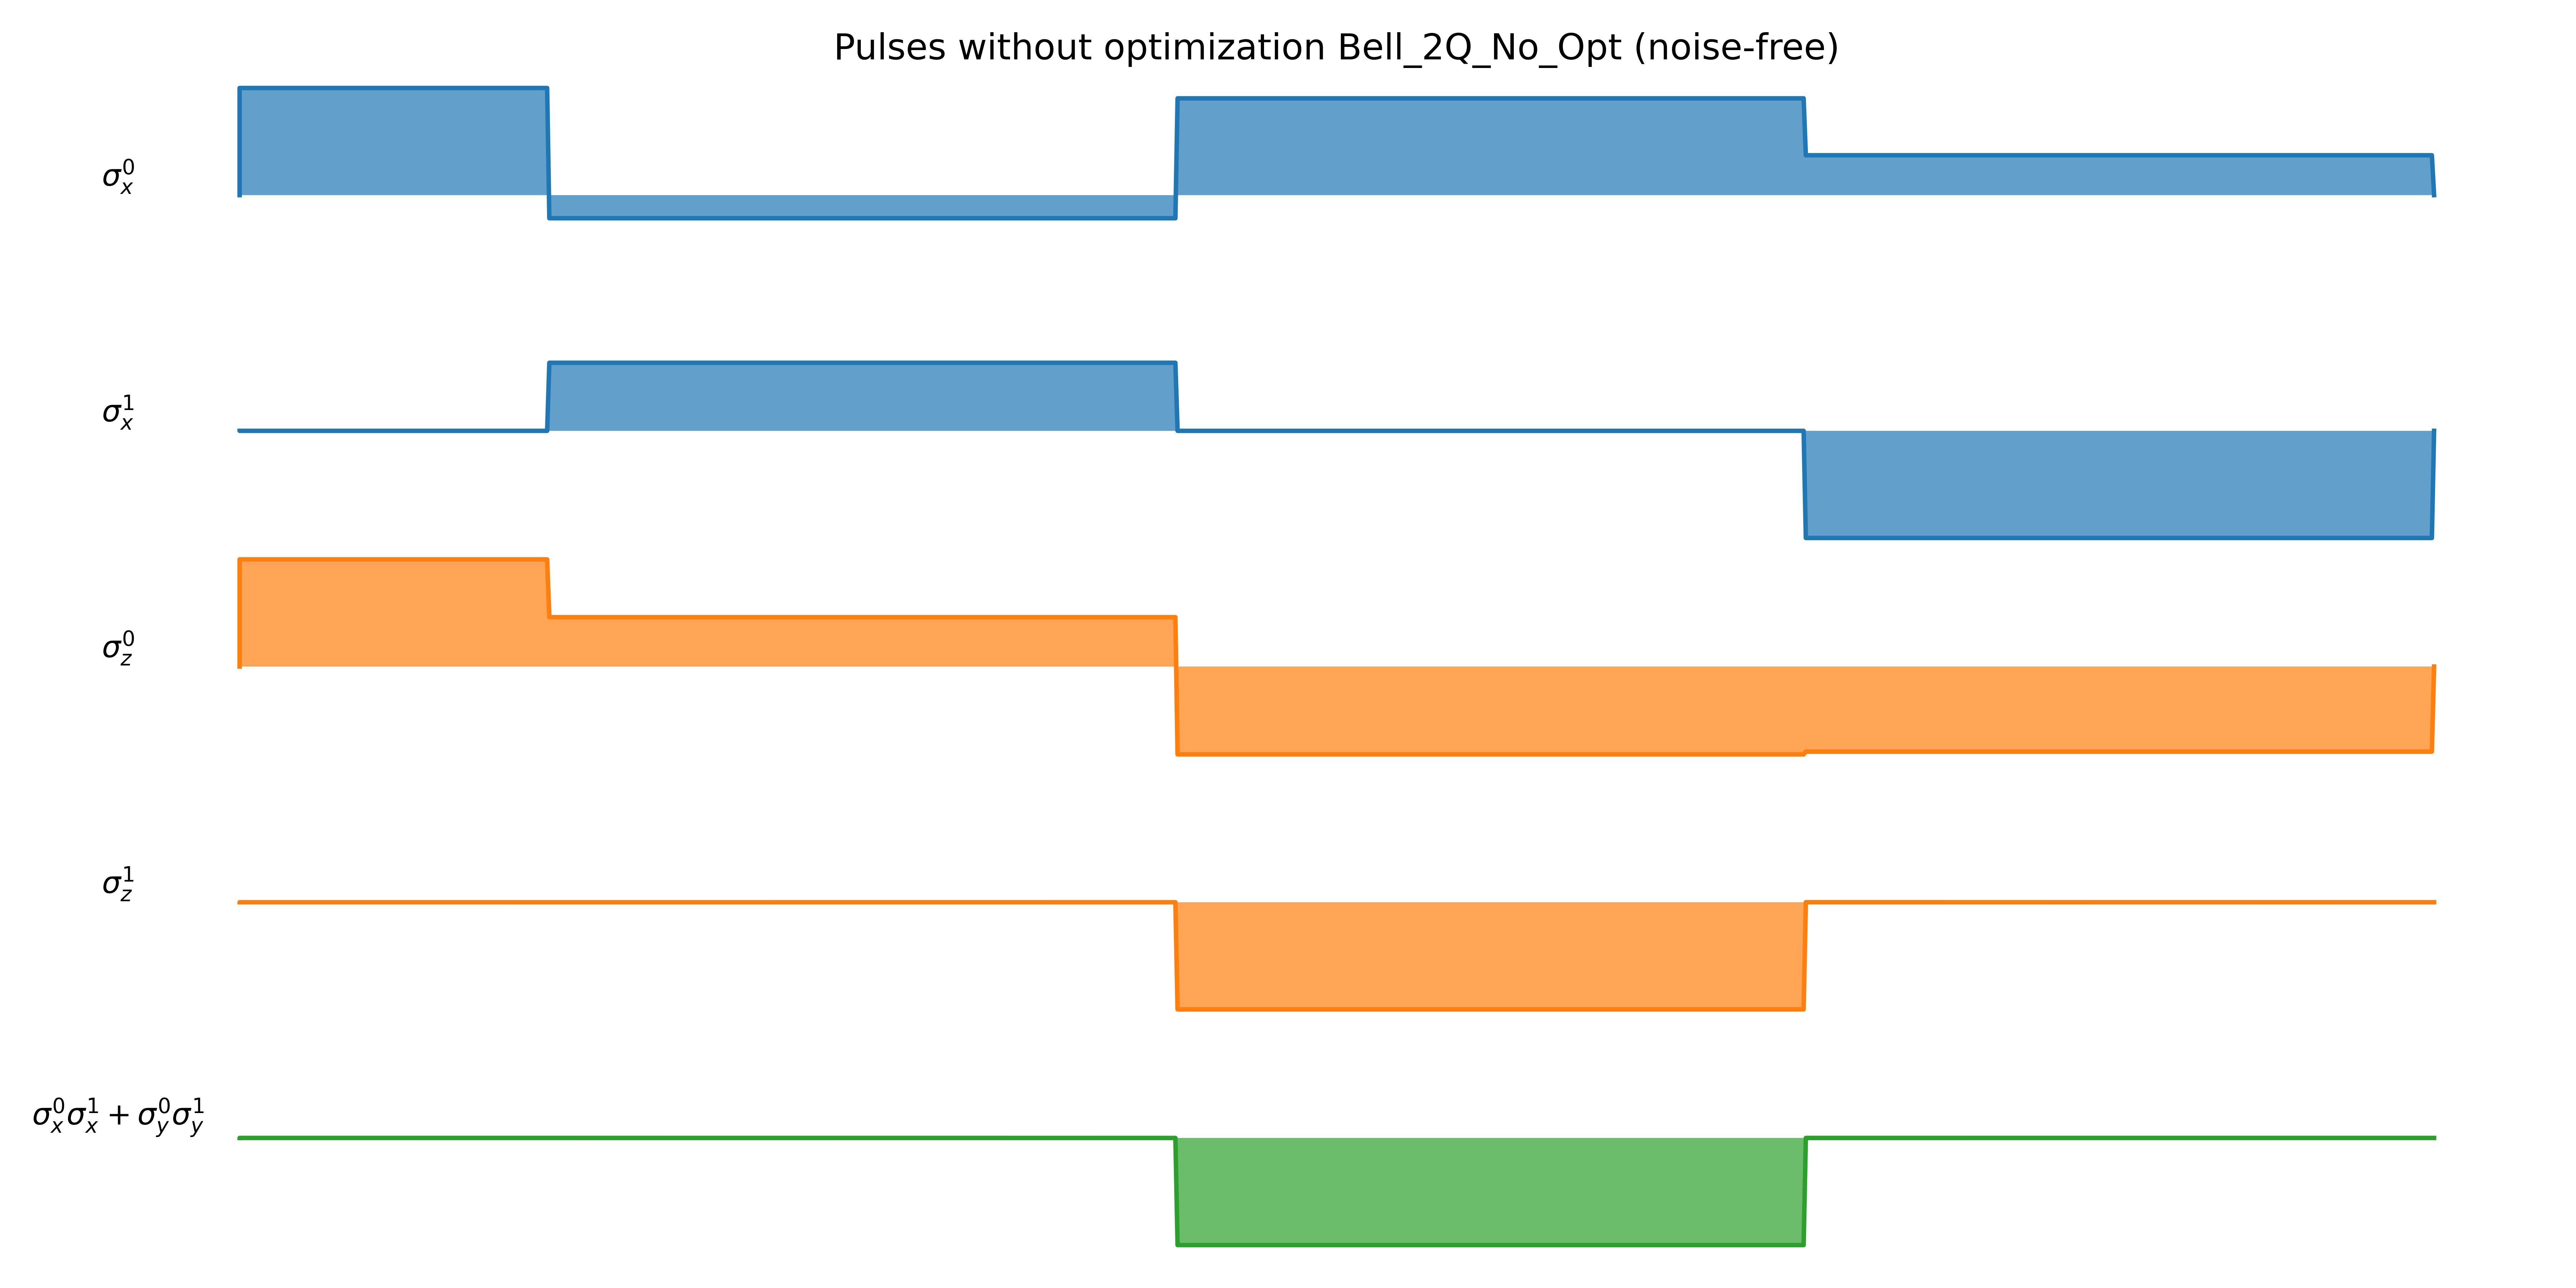 Pulses without optimization Bell_2Q_No_Opt (noise-free)
σ_x^0
σ_x^1
σ_z^0
σ_z^1
σ_x^0σ_x^1 + σ_y^0σ_y^1